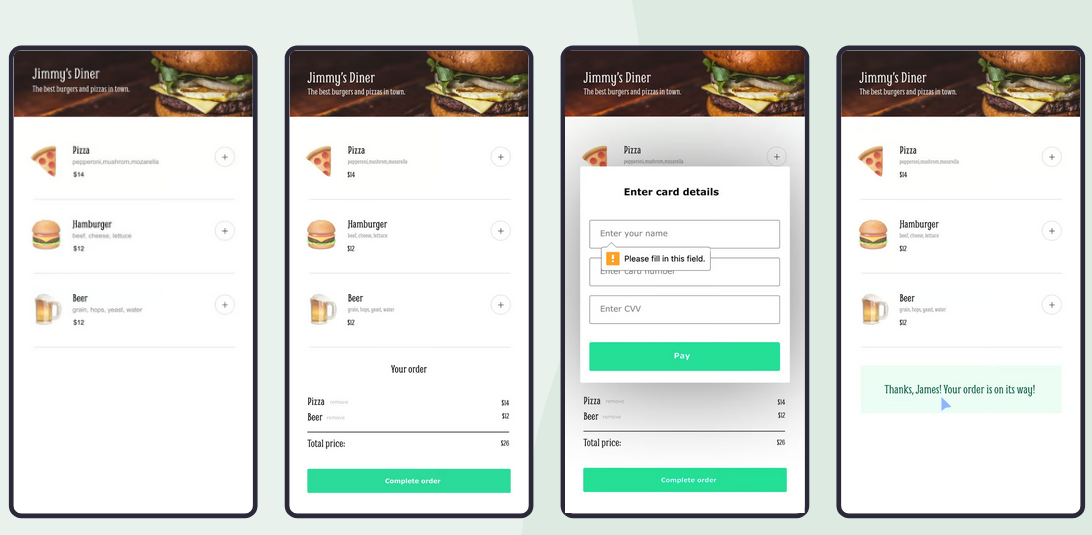 Jimmy's Diner
The best burgers and pizzas in town.
Pizza
pepperoni,mushrom,mozarella
$14
+
Hamburger
beef, cheese, lettuce
$12
+
Beer
grain, hops, yeast, water
$12
+
Jimmy's Diner
The best burgers and pizzas in town.
Pizza
pepperoni,mushrom,mozarella
$14
+
Hamburger
beef, cheese, lettuce
$12
+
Beer
grain, hops, yeast, water
$12
+
Your order
Pizza remove $14
Beer remove $12
Total price: $26
Complete order
Jimmy's Diner
The best burgers and pizzas in town.
Pizza
pepperoni,mushrom,mozarella
+
Enter card details
Enter your name
! Please fill in this field.
Enter card number
Enter CVV
Pay
Pizza remove $14
Beer remove $12
Total price: $26
Complete order
Jimmy's Diner
The best burgers and pizzas in town.
Pizza
pepperoni,mushrom,mozarella
$14
+
Hamburger
beef, cheese, lettuce
$12
+
Beer
grain, hops, yeast, water
$12
+
Thanks, James! Your order is on its way!